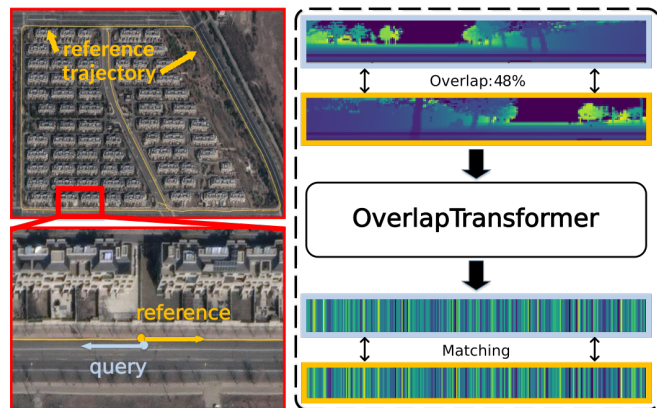 reference
trajectory
reference
query
Overlap:48%
OverlapTransformer
Matching